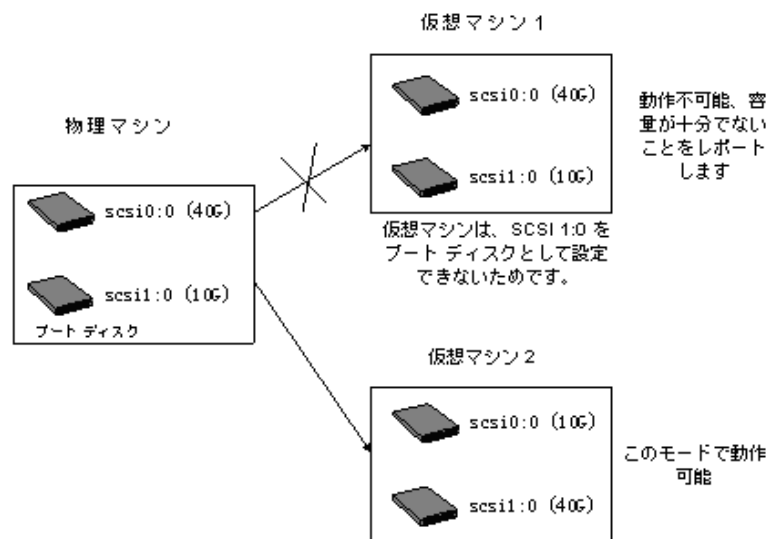 物理マシン
scsi0:0 (40G)
scsi1:0 (10G)
ブート ディスク
仮想マシン 1
scsi0:0 (40G)
scsi1:0 (10G)
仮想マシンは、SCSI 1:0 を
ブート ディスクとして設定
できないためです。
動作不可能、容
量が十分でない
ことをレポート
します
仮想マシン 2
scsi0:0 (10G)
scsi1:0 (40G)
このモードで動作
可能